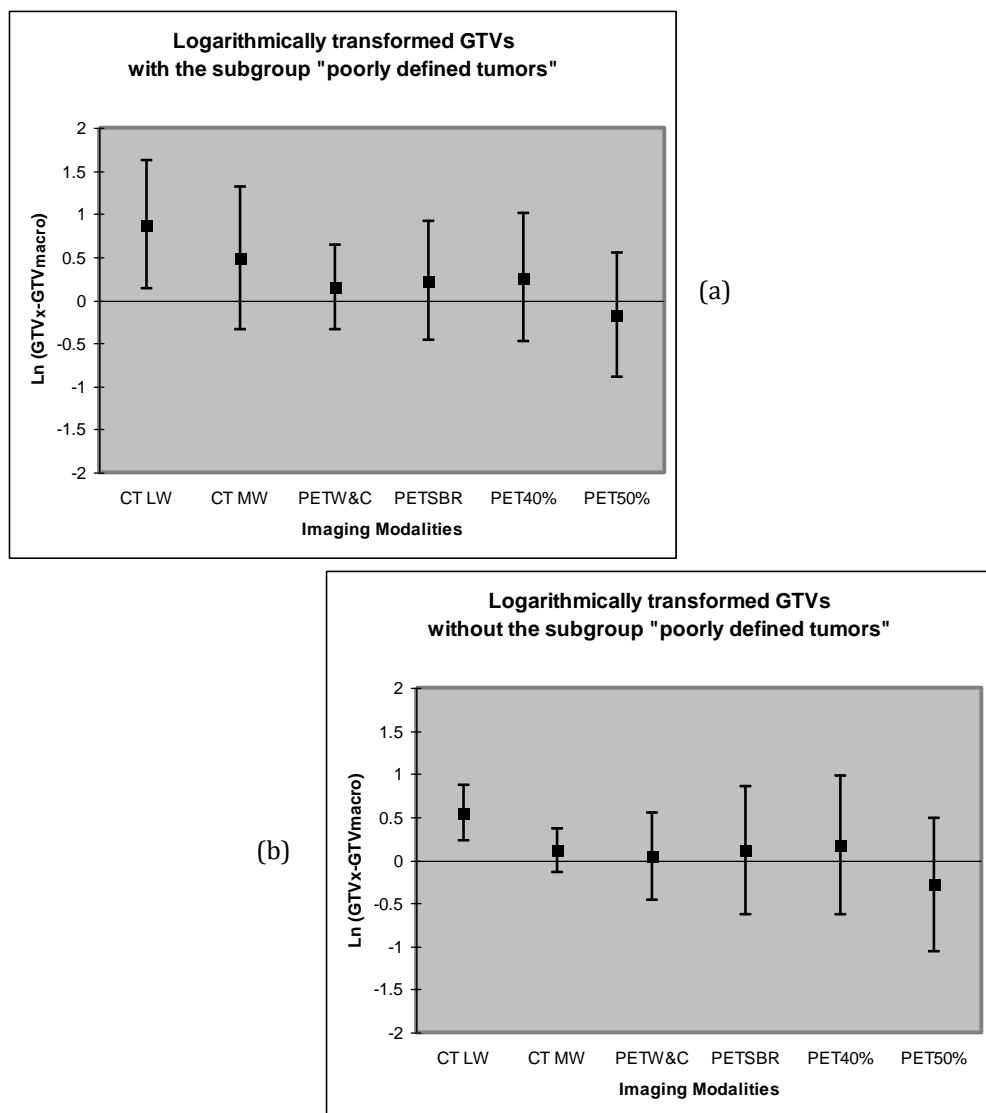 Logarithmically transformed GTVs
with the subgroup "poorly defined tumors"
2
1.5
1
0.5
0
-0.5
-1
-1.5
-2
Ln (GTVx-GTVmacro)
CT LW CT MW PETW&C PETSBR PET40% PET50%
Imaging Modalities
(a)
Logarithmically transformed GTVs
without the subgroup "poorly defined tumors"
2
1.5
1
0.5
0
-0.5
-1
-1.5
-2
Ln (GTVx-GTVmacro)
CT LW CT MW PETW&C PETSBR PET40% PET50%
Imaging Modalities
(b)